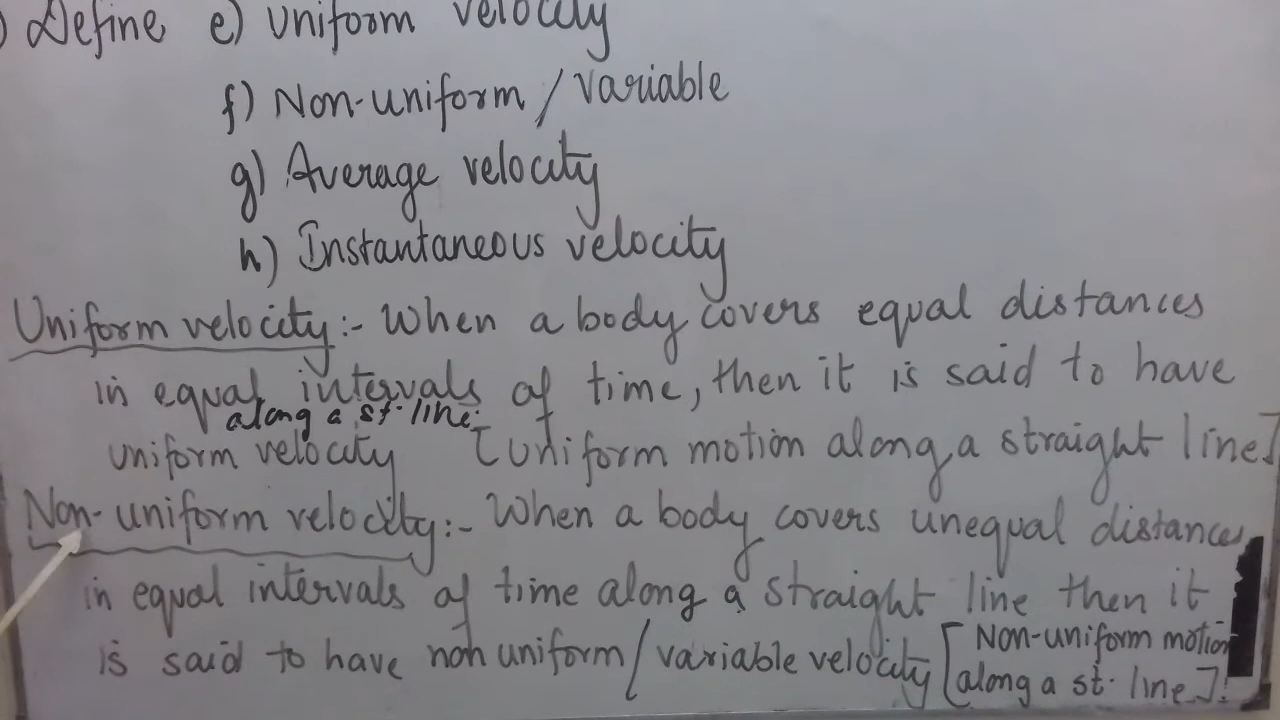 ) Define e) Uniform velocity
f) Non-uniform / Variable
g) Average velocity
h) Instantaneous velocity
Uniform velocity:- When a body covers equal distances
in equal intervals of time, then it is said to have
along a st. line.
uniform velocity [Uniform motion along a straight line]
Non-uniform velocity:- When a body covers unequal distances
in equal intervals of time along a straight line then it
is said to have non uniform / variable velocity [Non-uniform motion
along a st. line].